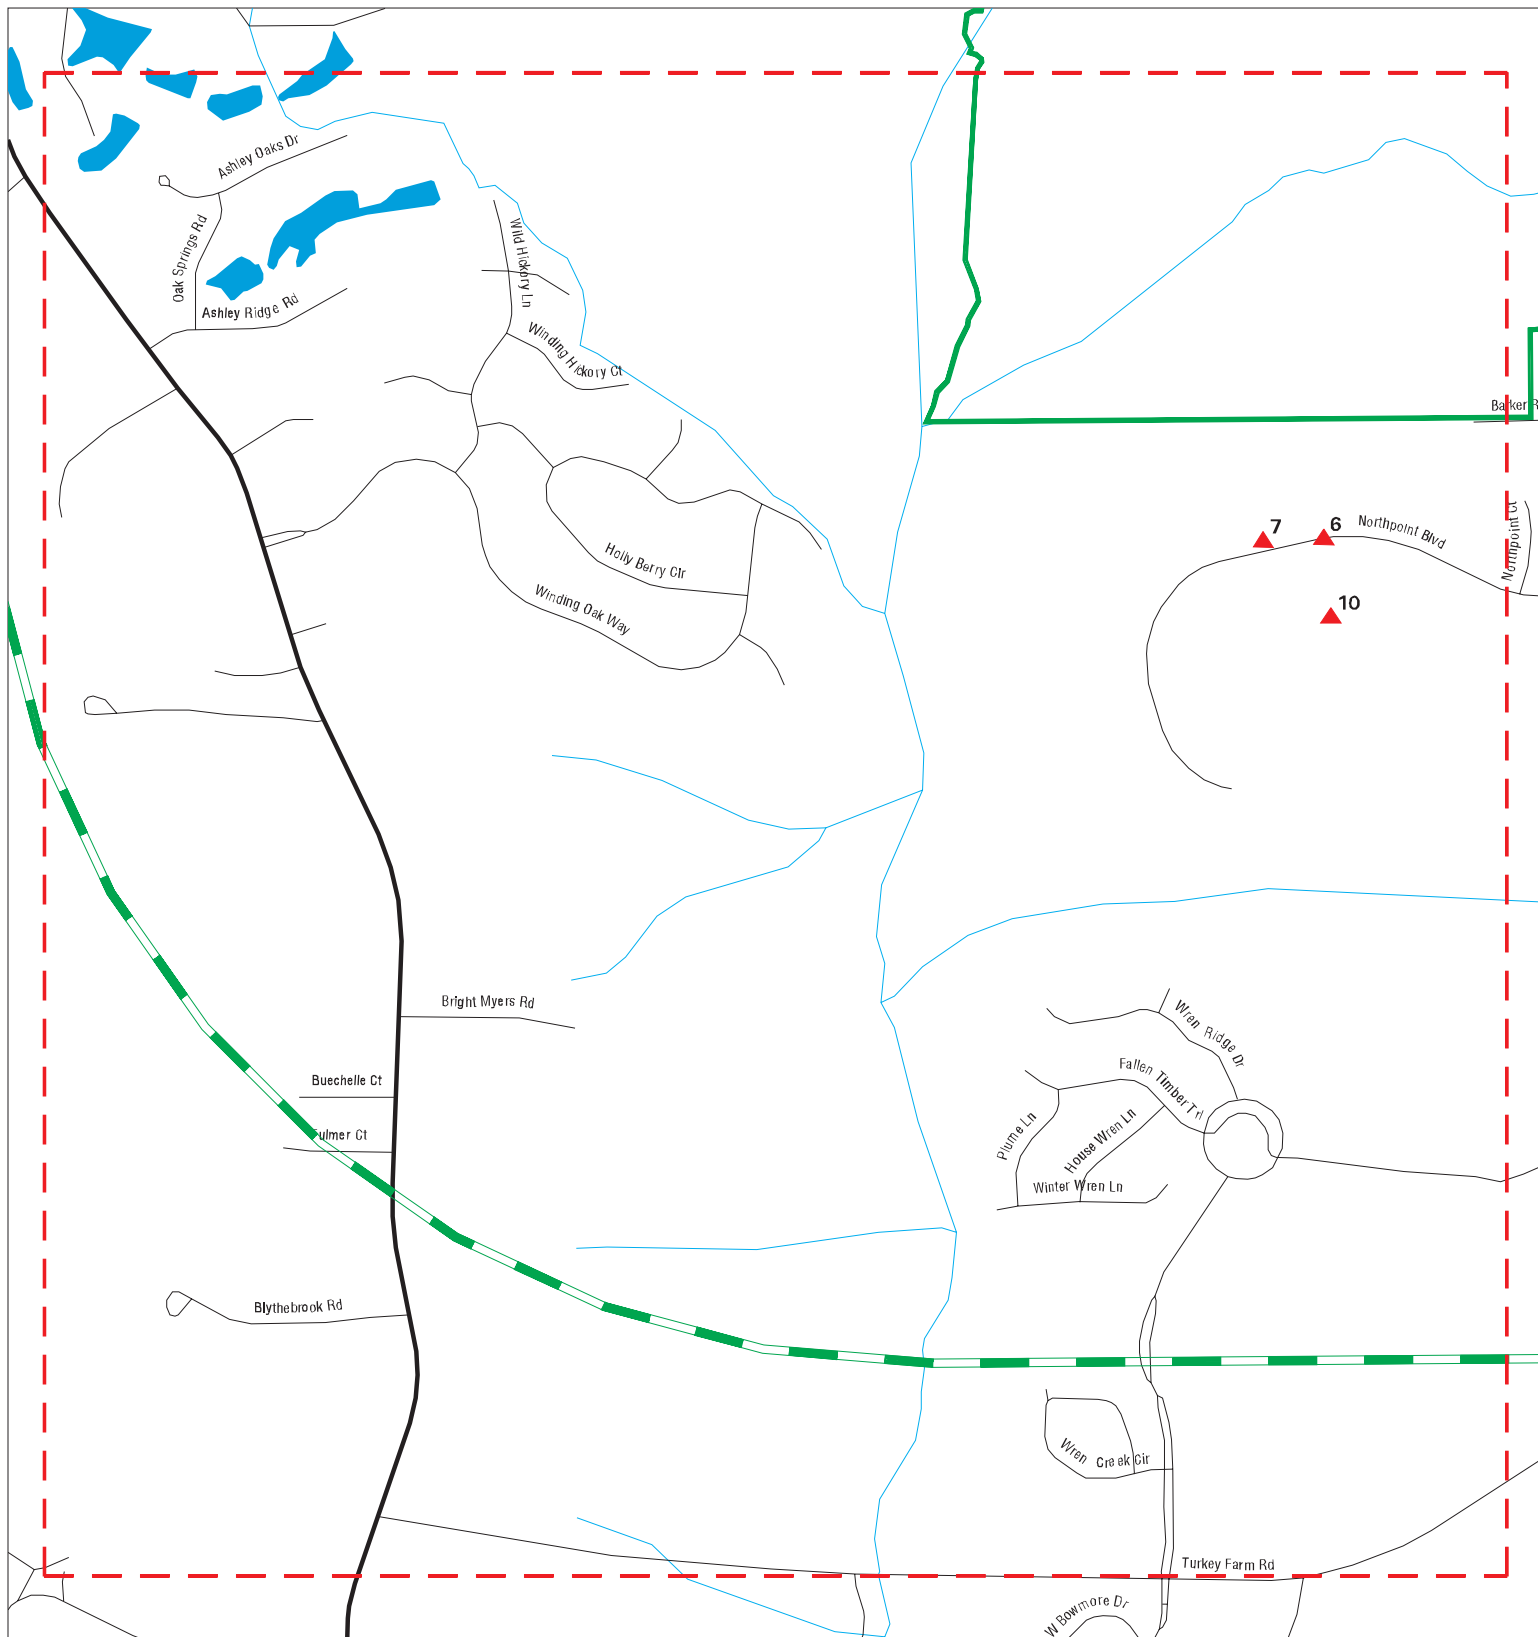 Ashley Oaks Dr
Oak Springs Rd
Ashley Ridge Rd
Wild Hickory Ln
Winding Hickory Ct
Barker R
7
6
Northpoint Blvd
Northpoint Ct
10
Holly Berry Cir
Winding Oak Way
Bright Myers Rd
Wren Ridge Dr
Fallen Timber Trl
Buechelle Ct
Fulmer Ct
Plume Ln
House Wren Ln
Winter Wren Ln
Blythebrook Rd
Wren Creek Cir
Turkey Farm Rd
W Bowmore Dr